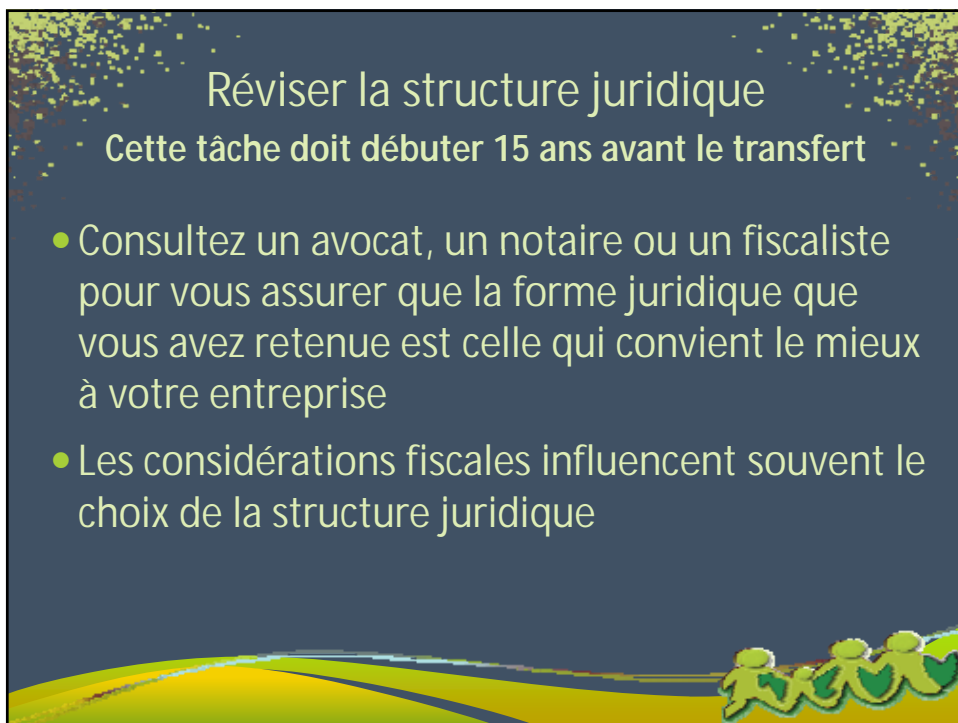 Réviser la structure juridique
Cette tâche doit débuter 15 ans avant le transfert
• Consultez un avocat, un notaire ou un fiscaliste
pour vous assurer que la forme juridique que
vous avez retenue est celle qui convient le mieux
à votre entreprise
• Les considérations fiscales influencent souvent le
choix de la structure juridique